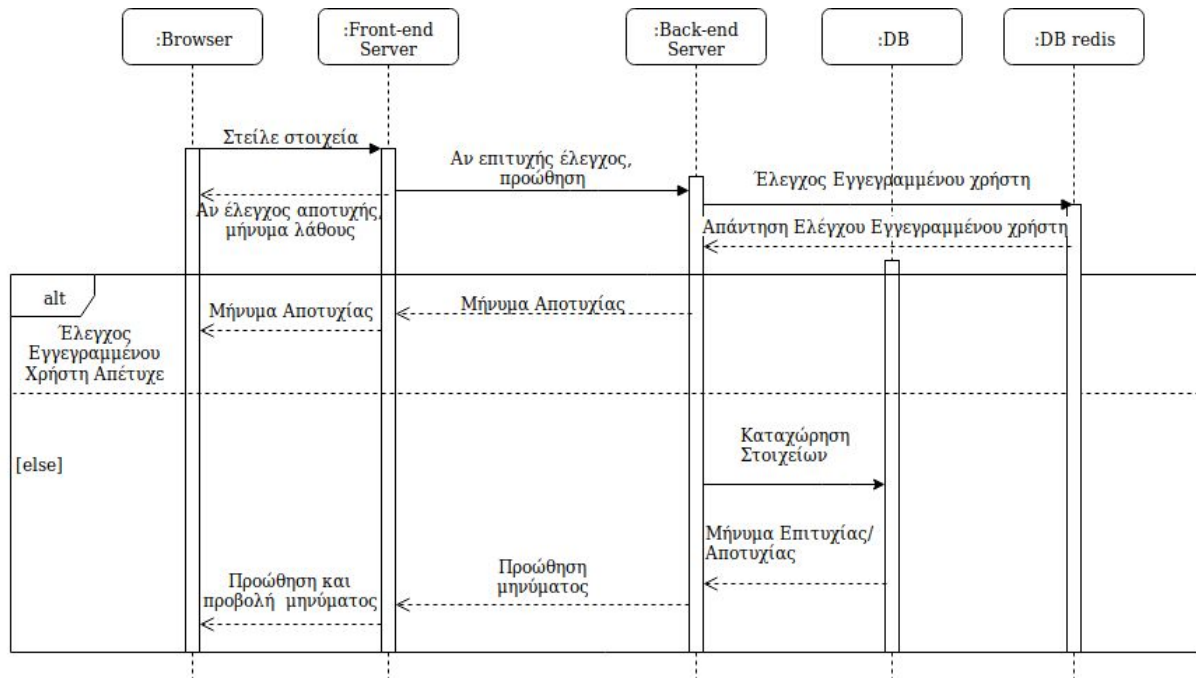 :Browser
:Front-end
Server
:Back-end
Server
:DB
:DB redis
Στείλε στοιχεία
Αν επιτυχής έλεγχος,
προώθηση
Έλεγχος Εγγεγραμμένου χρήστη
Αν έλεγχος αποτυχής,
μήνυμα λάθους
Απάντηση Ελέγχου Εγγεγραμμένου χρήστη
alt
Μήνυμα Αποτυχίας
Μήνυμα Αποτυχίας
Έλεγχος
Εγγεγραμμένου
Χρήστη Απέτυχε
[else]
Καταχώρηση
Στοιχείων
Μήνυμα Επιτυχίας/
Αποτυχίας
Προώθηση
μηνύματος
Προώθηση και
προβολή μηνύματος